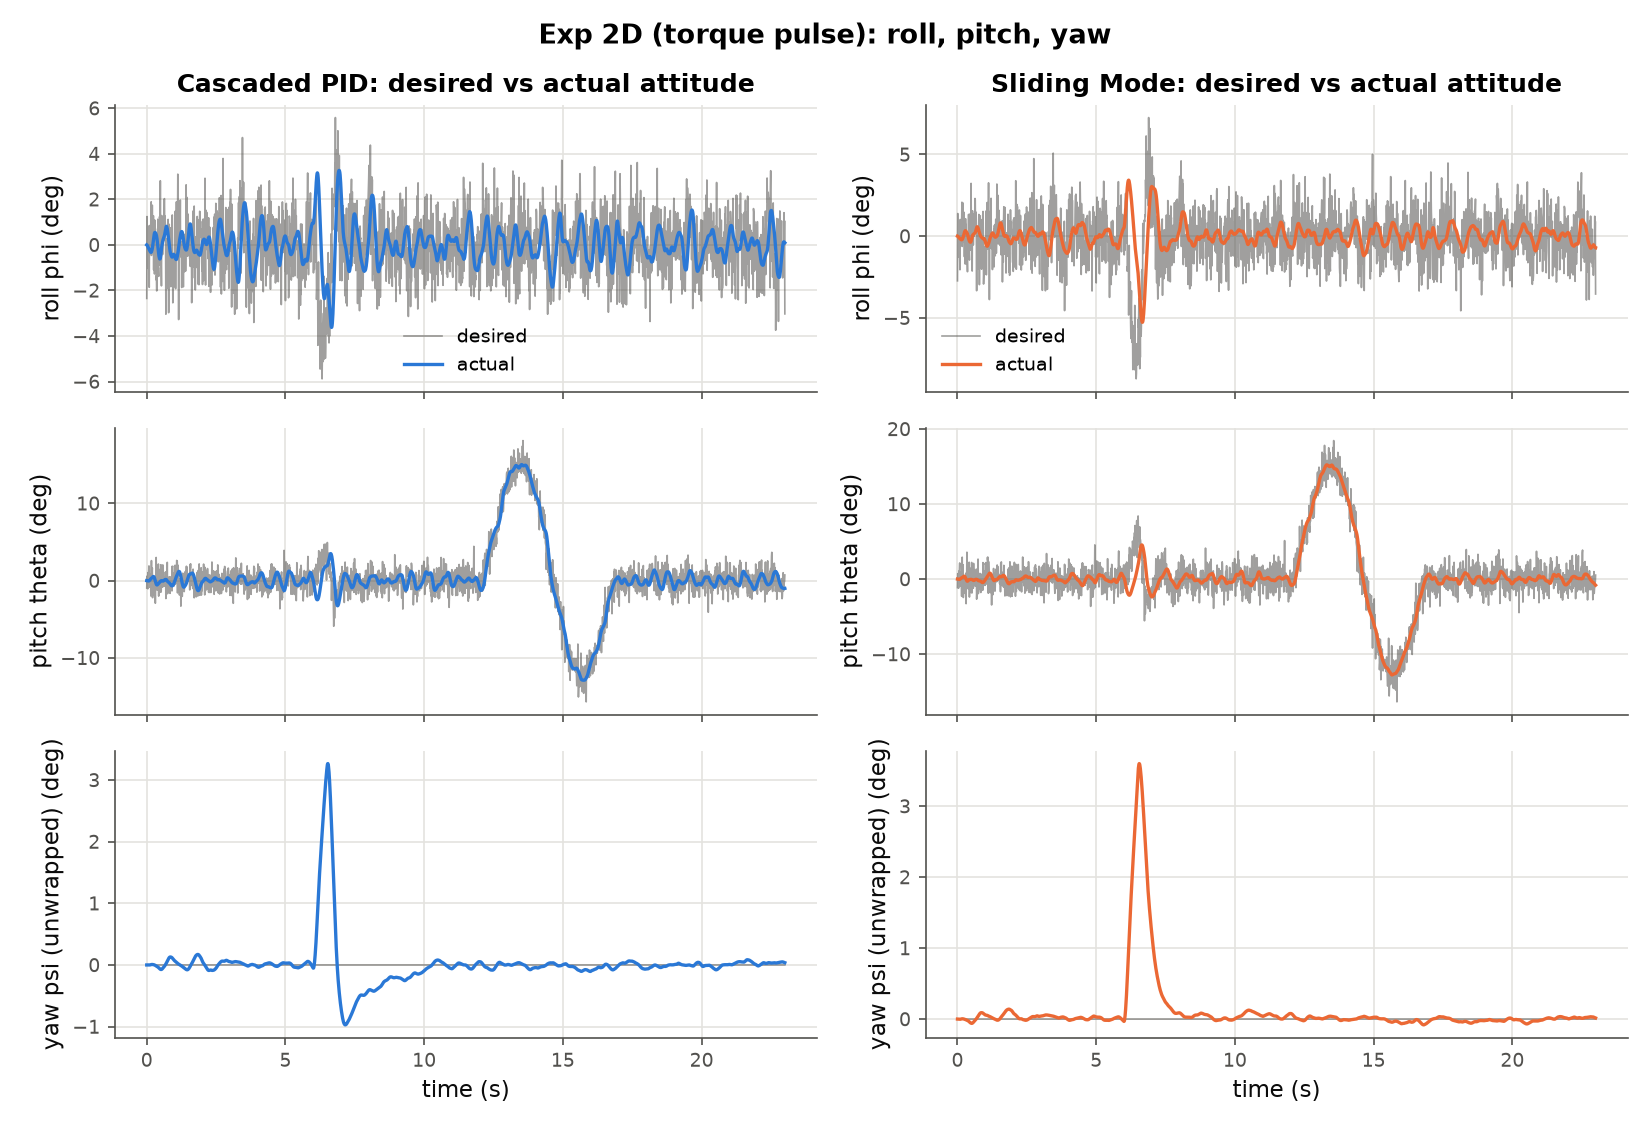 Exp 2D (torque pulse): roll, pitch, yaw
Cascaded PID: desired vs actual attitude
roll phi (deg)
6
4
2
0
−2
−4
−6
desired
actual
Sliding Mode: desired vs actual attitude
roll phi (deg)
5
0
−5
desired
actual
pitch theta (deg)
10
0
−10
pitch theta (deg)
20
10
0
−10
yaw psi (unwrapped) (deg)
3
2
1
0
−1
0 5 10 15 20
time (s)
yaw psi (unwrapped) (deg)
3
2
1
0
0 5 10 15 20
time (s)